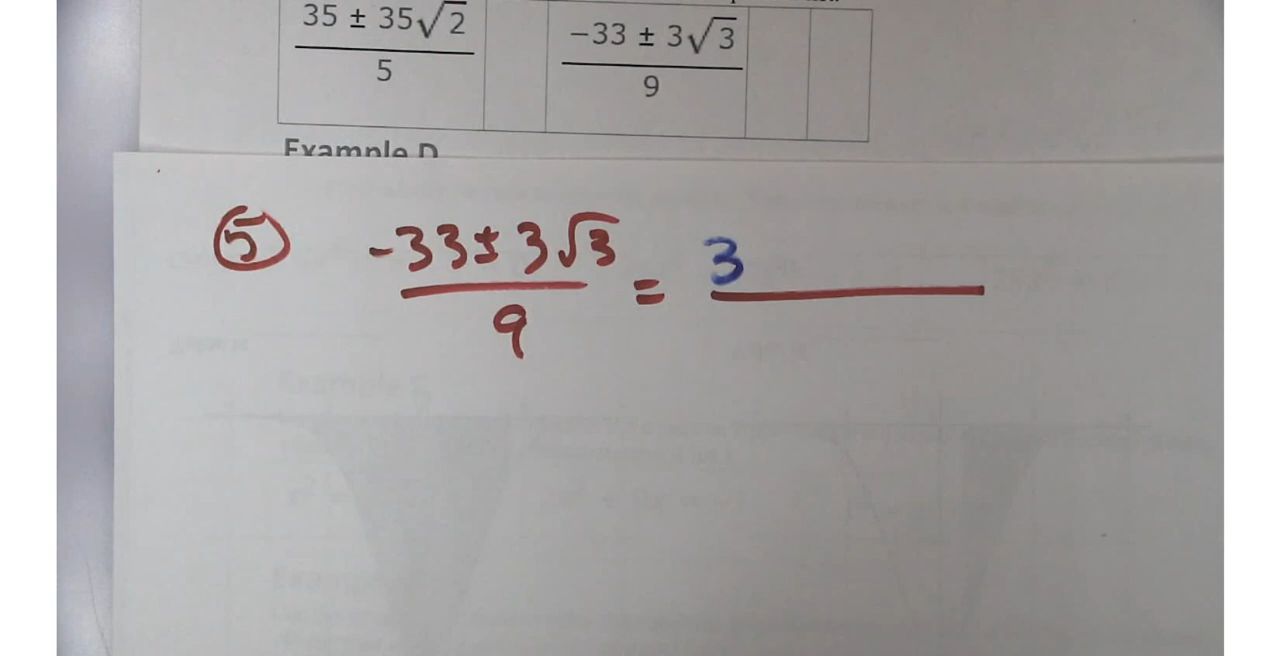 35 ± 35√2
5
-33 ± 3√3
9
Example D
⑤ -33 ± 3√3 = 3
9